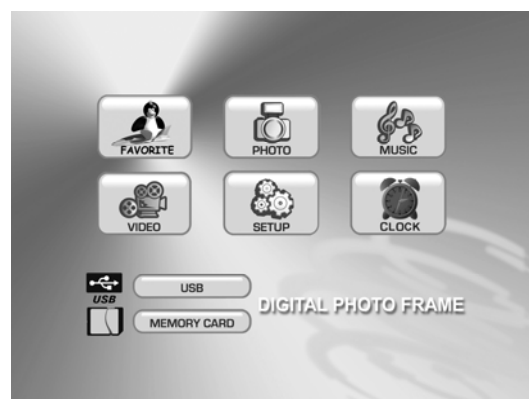 FAVORITE
PHOTO
MUSIC
VIDEO
SETUP
CLOCK
USB
USB
DIGITAL PHOTO FRAME
MEMORY CARD